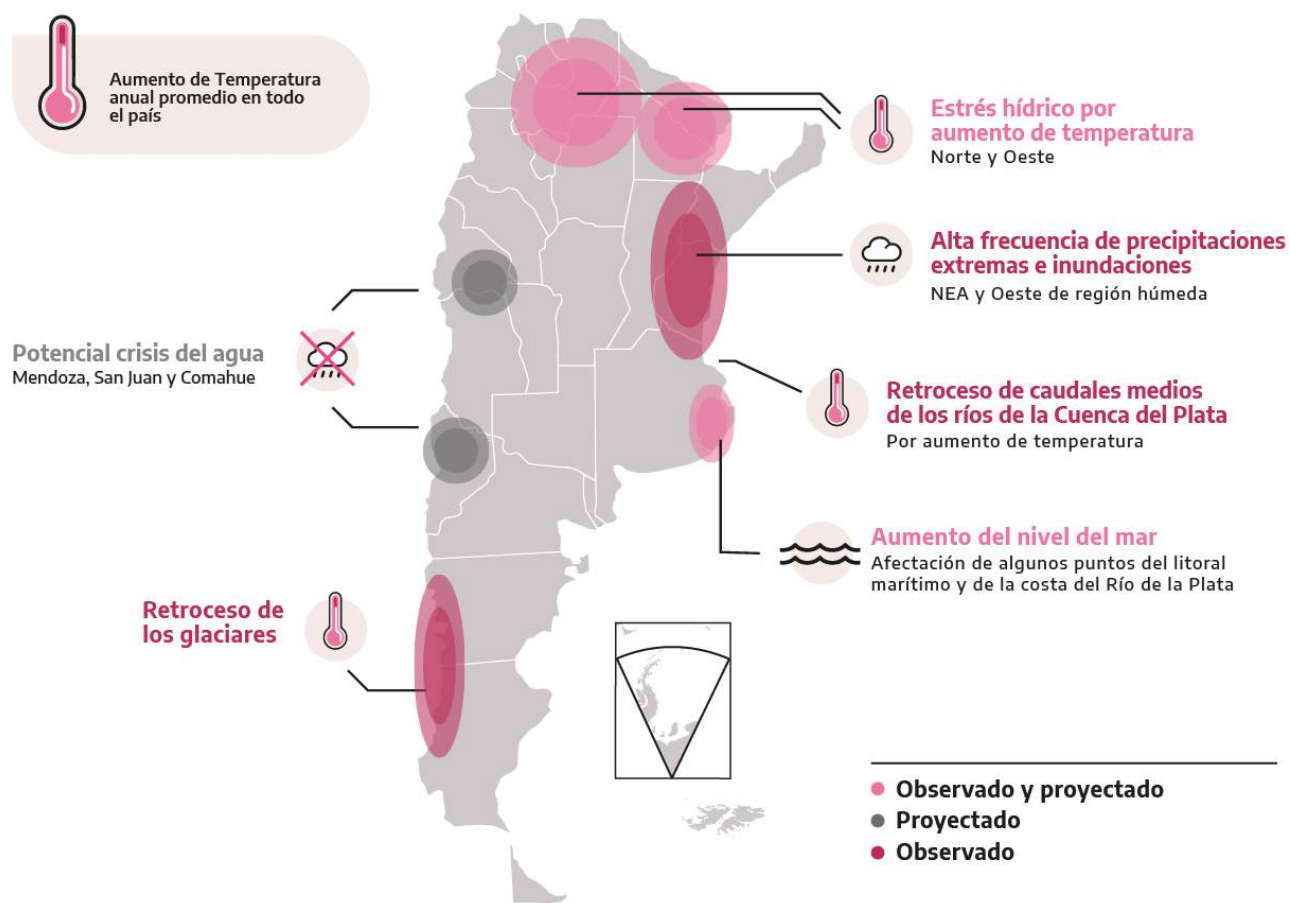 Aumento de Temperatura
anual promedio en todo
el país
Estrés hídrico por
aumento de temperatura
Norte y Oeste
Alta frecuencia de precipitaciones
extremas e inundaciones
NEA y Oeste de región húmeda
Potencial crisis del agua
Mendoza, San Juan y Comahue
Retroceso de caudales medios
de los ríos de la Cuenca del Plata
Por aumento de temperatura
Aumento del nivel del mar
Afectación de algunos puntos del litoral
marítimo y de la costa del Río de la Plata
Retroceso de
los glaciares
Observado y proyectado
Proyectado
Observado